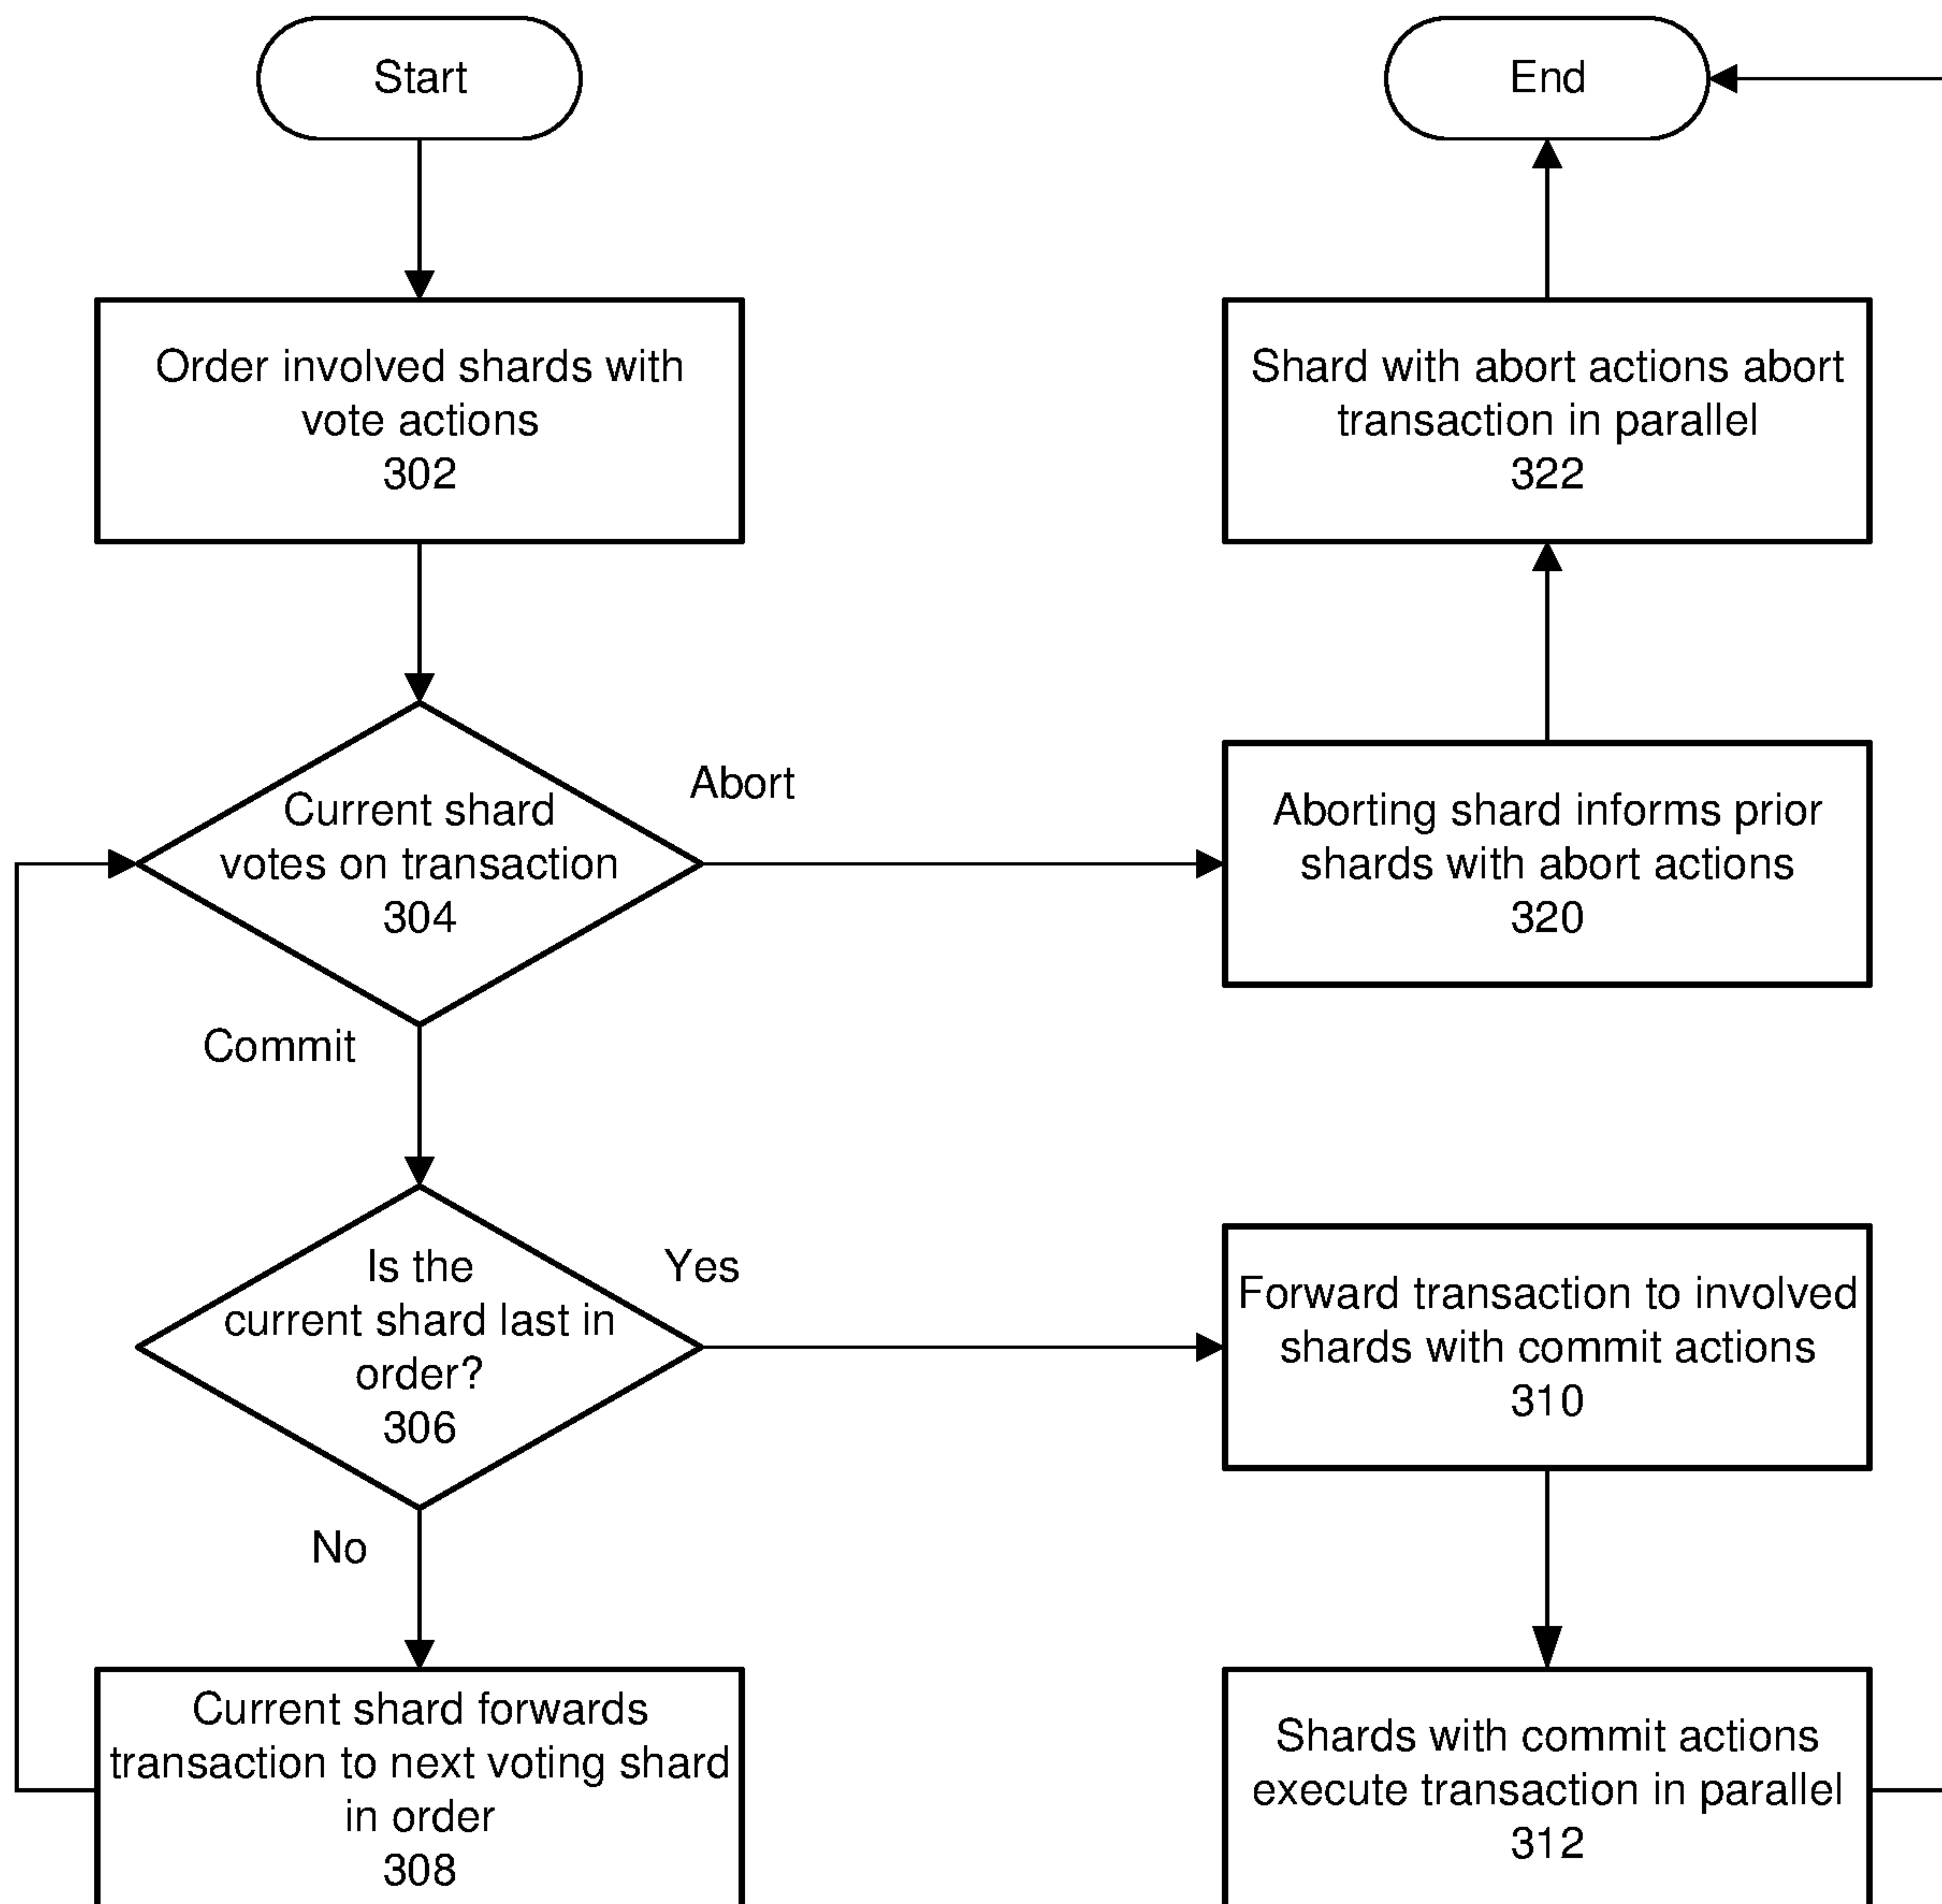 Start
Order involved shards with
vote actions
302
Current shard
votes on transaction
304
Abort
Commit
Is the
current shard last in
order?
306
Yes
No
Current shard forwards
transaction to next voting shard
in order
308
End
Shard with abort actions abort
transaction in parallel
322
Aborting shard informs prior
shards with abort actions
320
Forward transaction to involved
shards with commit actions
310
Shards with commit actions
execute transaction in parallel
312